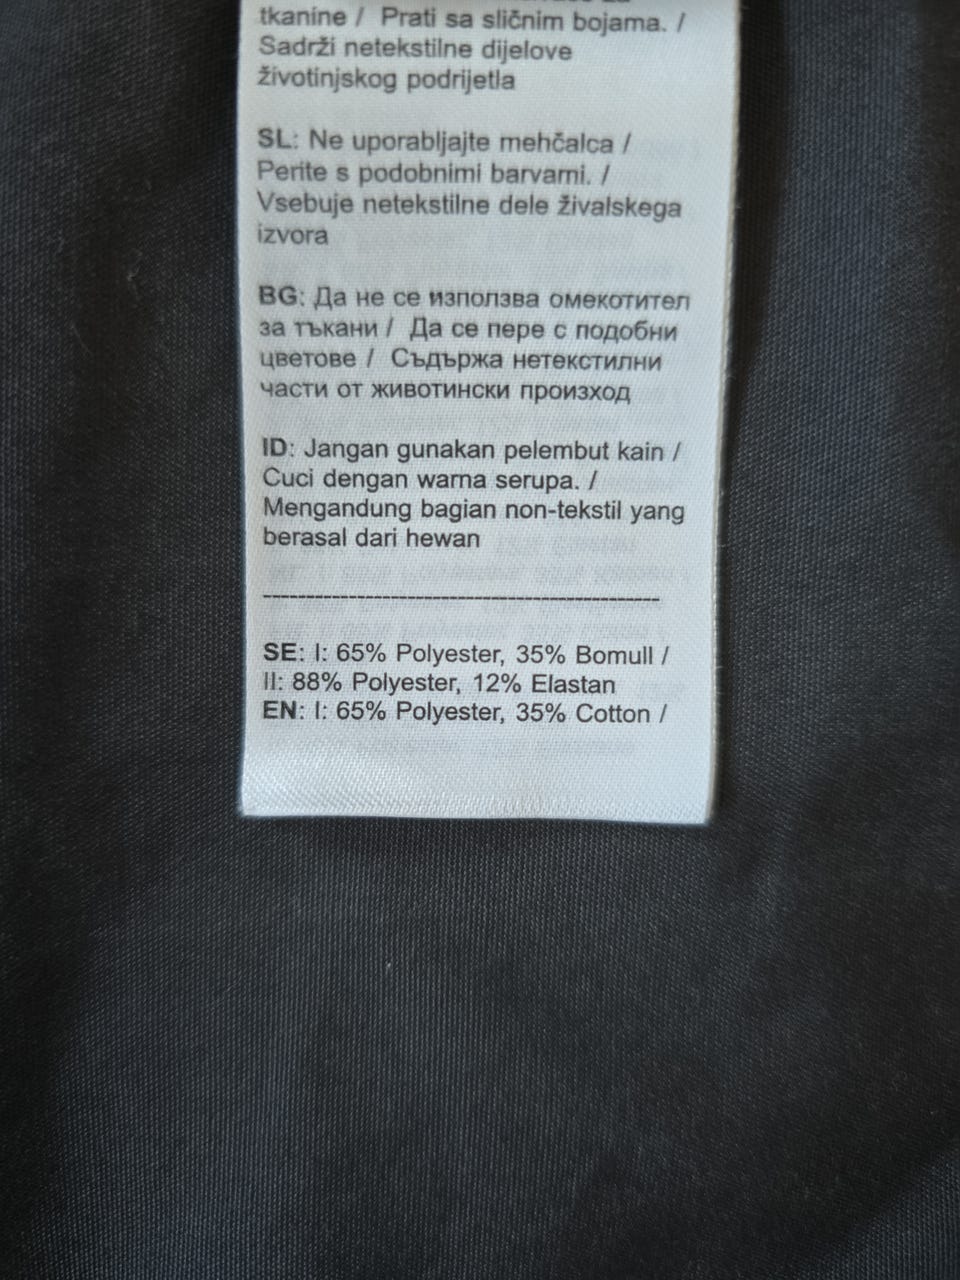 tkanine / Prati sa sličnim bojama. /
Sadrži netekstilne dijelove
životinjskog podrijetla
SL: Ne uporabljajte mehčalca /
Perite s podobnimi barvami. /
Vsebuje netekstilne dele živalskega
izvora
BG: Да не се използва омекотител
за тъкани / Да се пере с подобни
цветове / Съдържа нетекстилни
части от животински произход
ID: Jangan gunakan pelembut kain /
Cuci dengan warna serupa. /
Mengandung bagian non-tekstil yang
berasal dari hewan
SE: I: 65% Polyester, 35% Bomull /
II: 88% Polyester, 12% Elastan
EN: I: 65% Polyester, 35% Cotton /